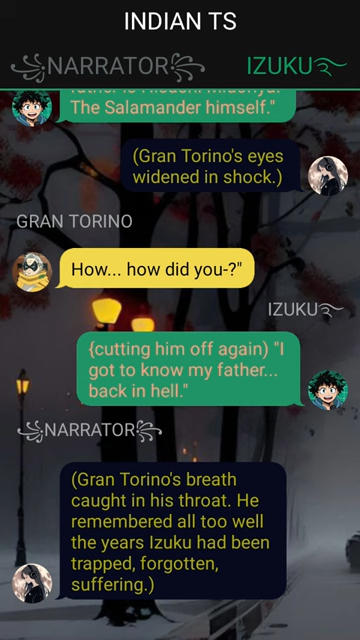 INDIAN TS
NARRATOR
IZUKU
The Salamander himself."
(Gran Torino's eyes
widened in shock.)
GRAN TORINO
How... how did you-?"
IZUKU
{cutting him off again) "I
got to know my father...
back in hell."
NARRATOR
(Gran Torino's breath
caught in his throat. He
remembered all too well
the years Izuku had been
trapped, forgotten,
suffering.)